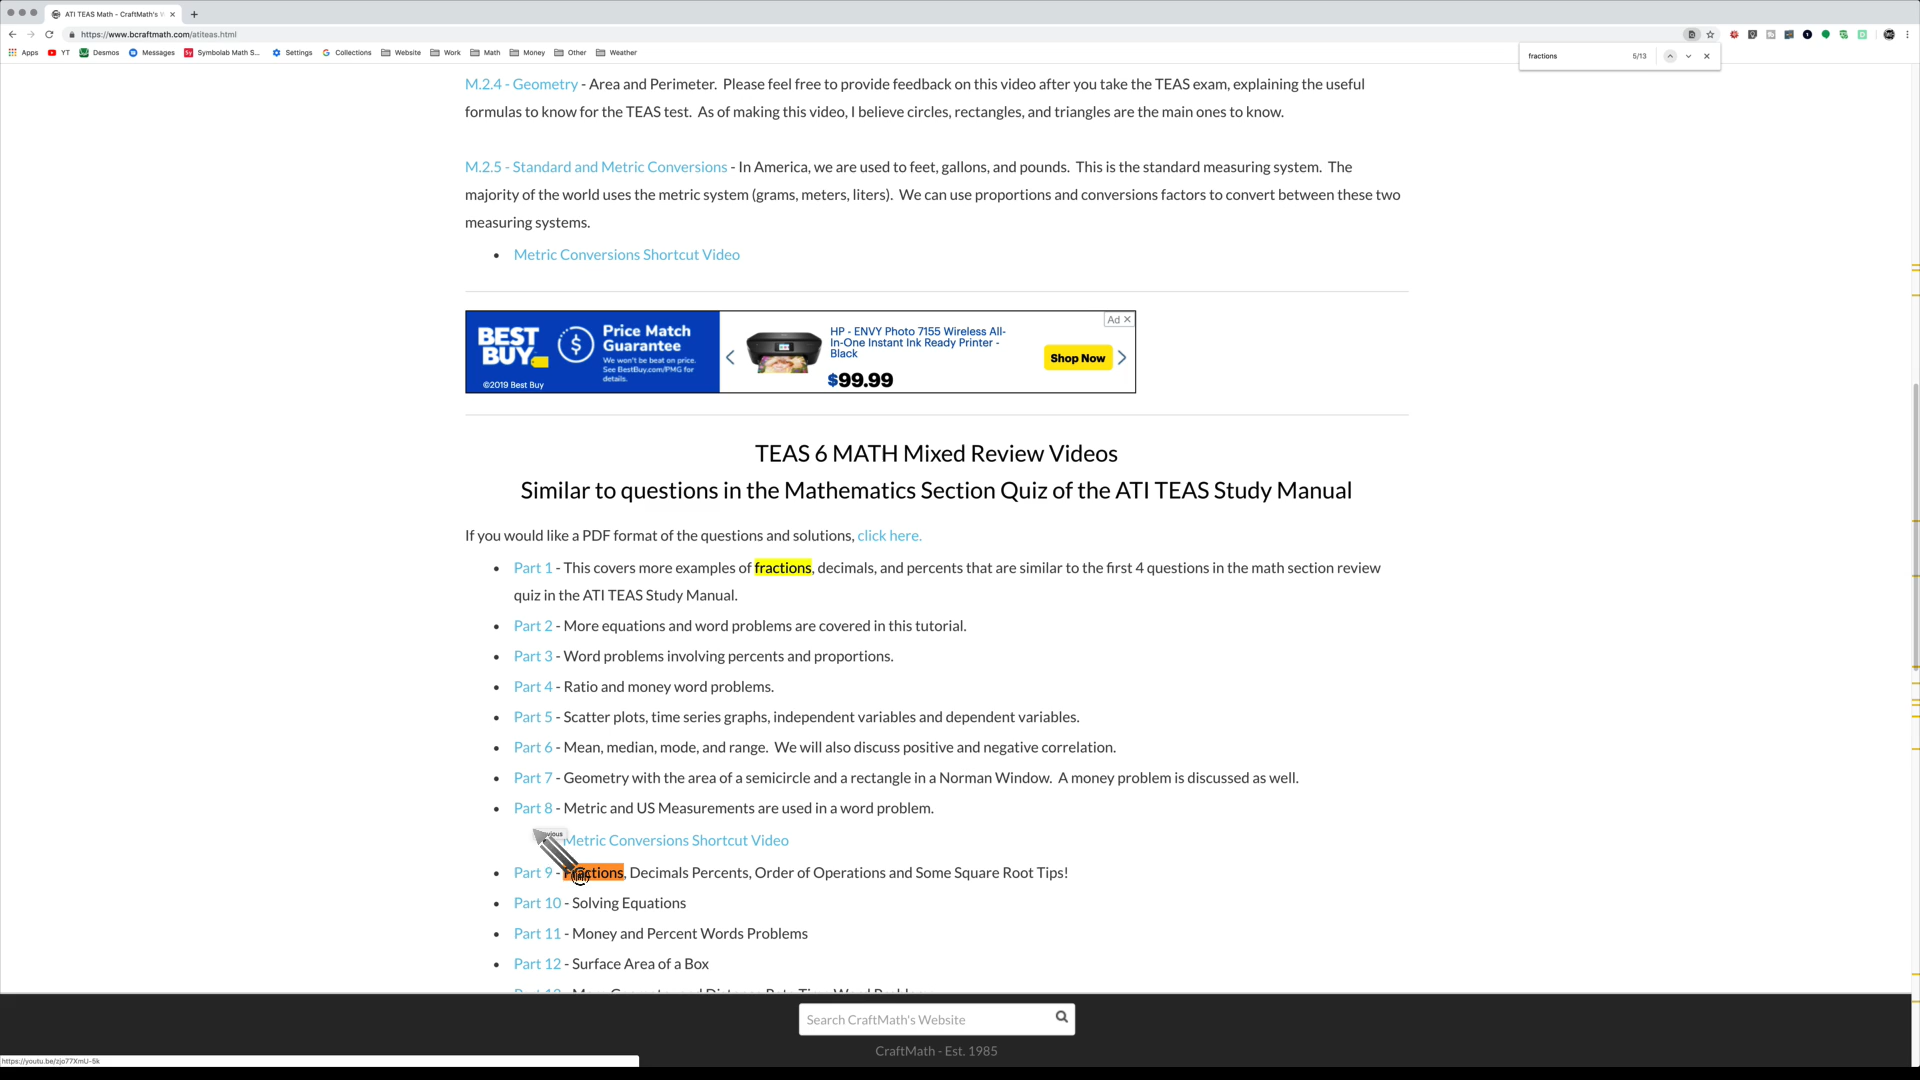 ATI TEAS Math - CraftMath's
https://www.bcraftmath.com/atiteas.html
Apps YT Desmos Messages Symbolab Math S... Settings Collections Website Work Math Money Other Weather
fractions 5/13
M.2.4 - Geometry - Area and Perimeter. Please feel free to provide feedback on this video after you take the TEAS exam, explaining the useful
formulas to know for the TEAS test. As of making this video, I believe circles, rectangles, and triangles are the main ones to know.
M.2.5 - Standard and Metric Conversions - In America, we are used to feet, gallons, and pounds. This is the standard measuring system. The
majority of the world uses the metric system (grams, meters, liters). We can use proportions and conversions factors to convert between these two
measuring systems.
• Metric Conversions Shortcut Video
Ad
BEST BUY
Price Match
Guarantee
We won't be beat on price.
See BestBuy.com/PMG for
details.
©2019 Best Buy
HP - ENVY Photo 7155 Wireless All-
In-One Instant Ink Ready Printer -
Black
$99.99
Shop Now
TEAS 6 MATH Mixed Review Videos
Similar to questions in the Mathematics Section Quiz of the ATI TEAS Study Manual
If you would like a PDF format of the questions and solutions, click here.
• Part 1 - This covers more examples of fractions, decimals, and percents that are similar to the first 4 questions in the math section review
quiz in the ATI TEAS Study Manual.
• Part 2 - More equations and word problems are covered in this tutorial.
• Part 3 - Word problems involving percents and proportions.
• Part 4 - Ratio and money word problems.
• Part 5 - Scatter plots, time series graphs, independent variables and dependent variables.
• Part 6 - Mean, median, mode, and range. We will also discuss positive and negative correlation.
• Part 7 - Geometry with the area of a semicircle and a rectangle in a Norman Window. A money problem is discussed as well.
• Part 8 - Metric and US Measurements are used in a word problem.
Metric Conversions Shortcut Video
• Part 9 - Fractions, Decimals Percents, Order of Operations and Some Square Root Tips!
• Part 10 - Solving Equations
• Part 11 - Money and Percent Words Problems
• Part 12 - Surface Area of a Box
Search CraftMath's Website
CraftMath - Est. 1985
https://youtu.be/zjo77XmU-5k